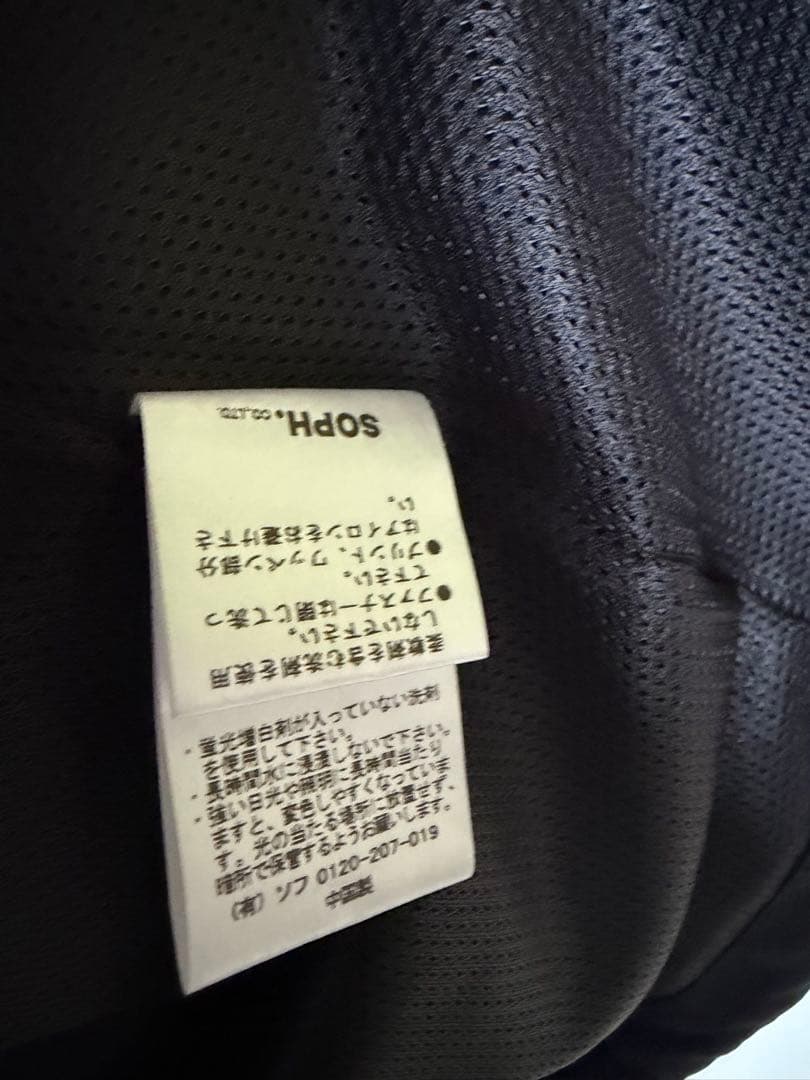 柔軟剤を含む洗剤を使用
しないで下さい。
●ファスナーは閉じて洗っ
て下さい。
●プリント、ワッペン部分
はアイロンをお避け下さ
い。
SOPH. CO.,LTD.
・蛍光増白剤が入っていない洗剤
を使用して下さい。
・長時間水に浸漬しないで下さい。
・強い日光や照明に長時間当たり
ますと、変色しやすくなっていま
す。光の当たる場所に放置せず、
暗所で保管するようお願いします。
(有) ソフ 0120-207-019